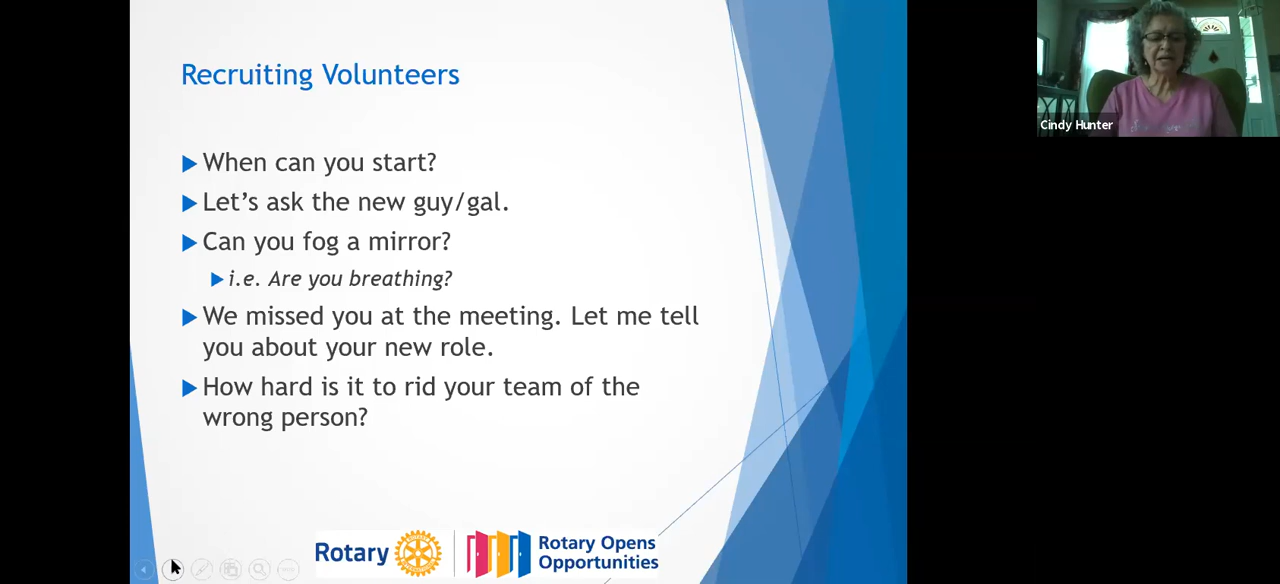 Recruiting Volunteers
When can you start?
Let's ask the new guy/gal.
Can you fog a mirror?
i.e. Are you breathing?
We missed you at the meeting. Let me tell
you about your new role.
How hard is it to rid your team of the
wrong person?
Rotary
Rotary Opens
Opportunities
Cindy Hunter